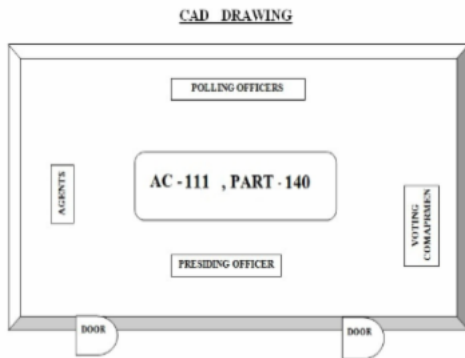 CAD DRAWING
POLLING OFFICERS
AC -111 , PART - 140
AGENTS
VOTING
COMAPRMEN
PRESIDING OFFICER
DOOR
DOOR